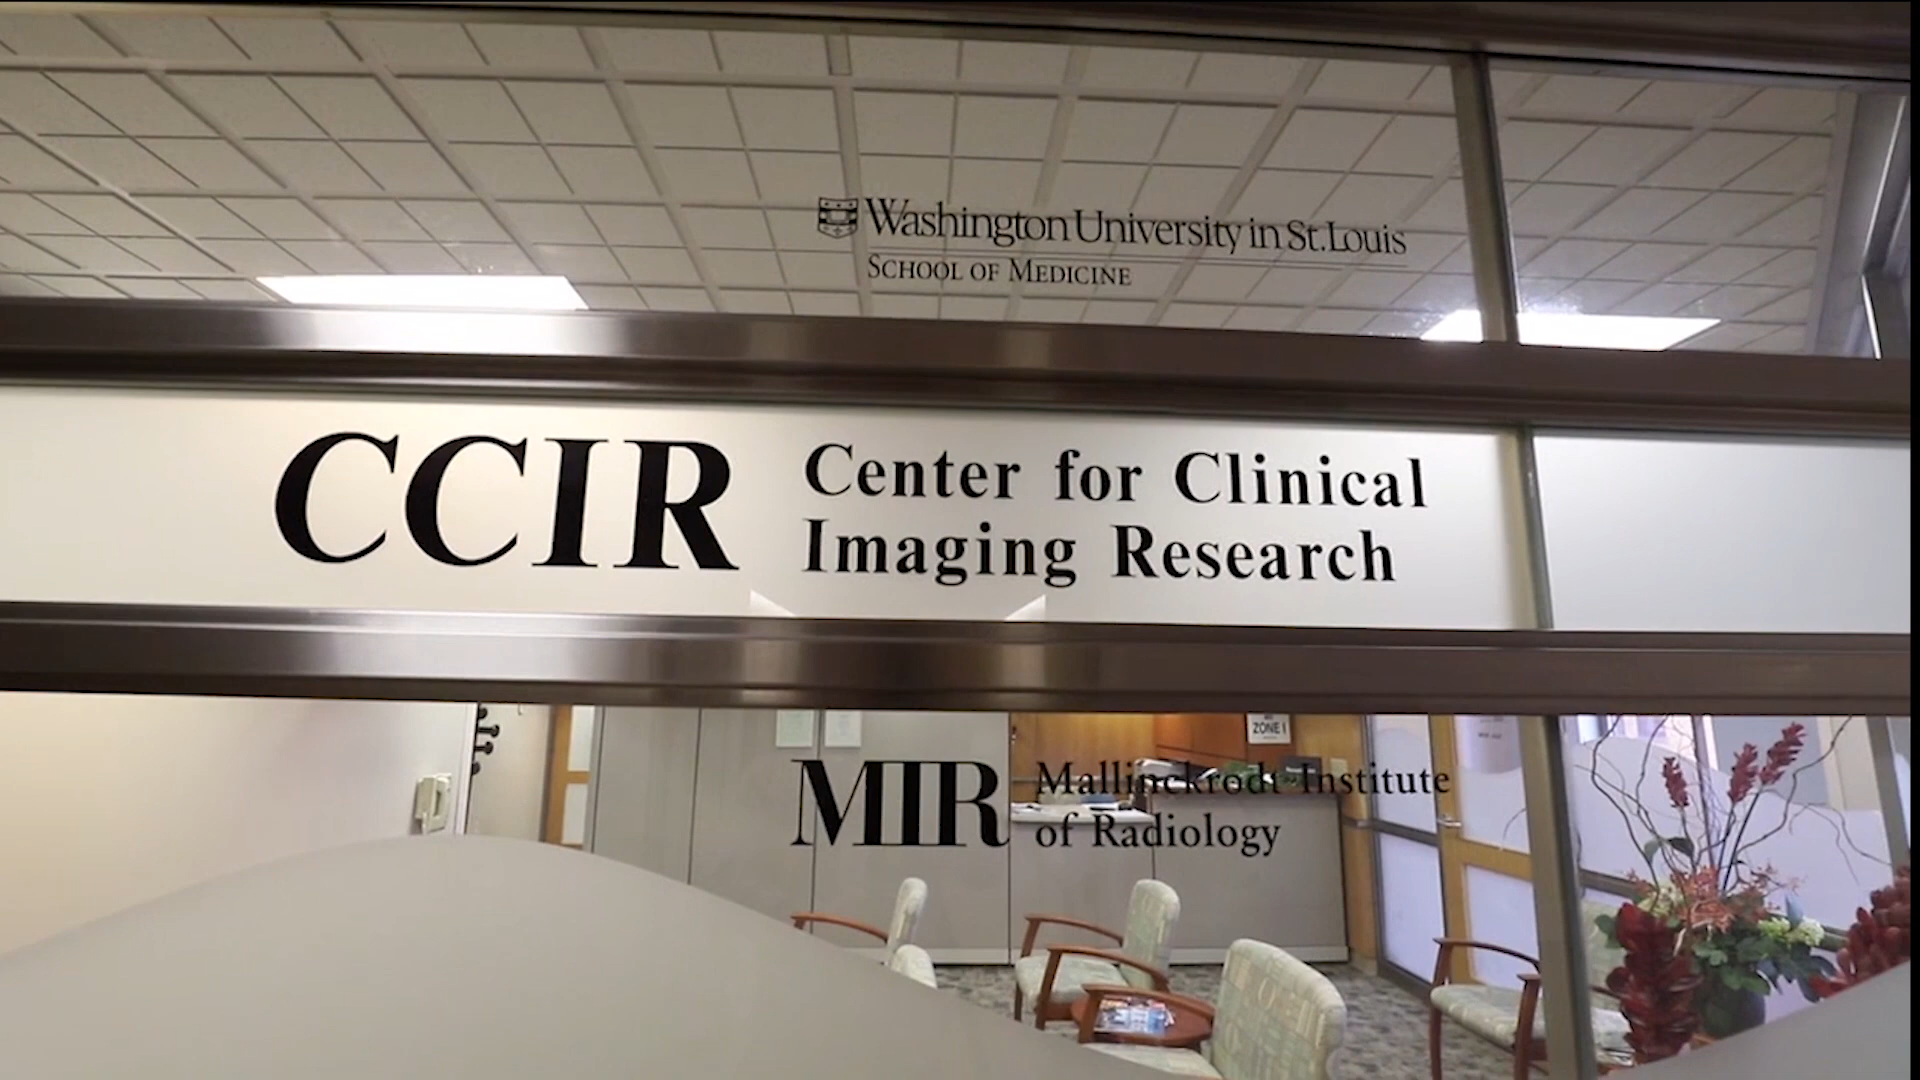 Washington University in St. Louis
SCHOOL OF MEDICINE
CCIR
Center for Clinical
Imaging Research
ZONE I
MIR
Mallinckrodt Institute
of Radiology